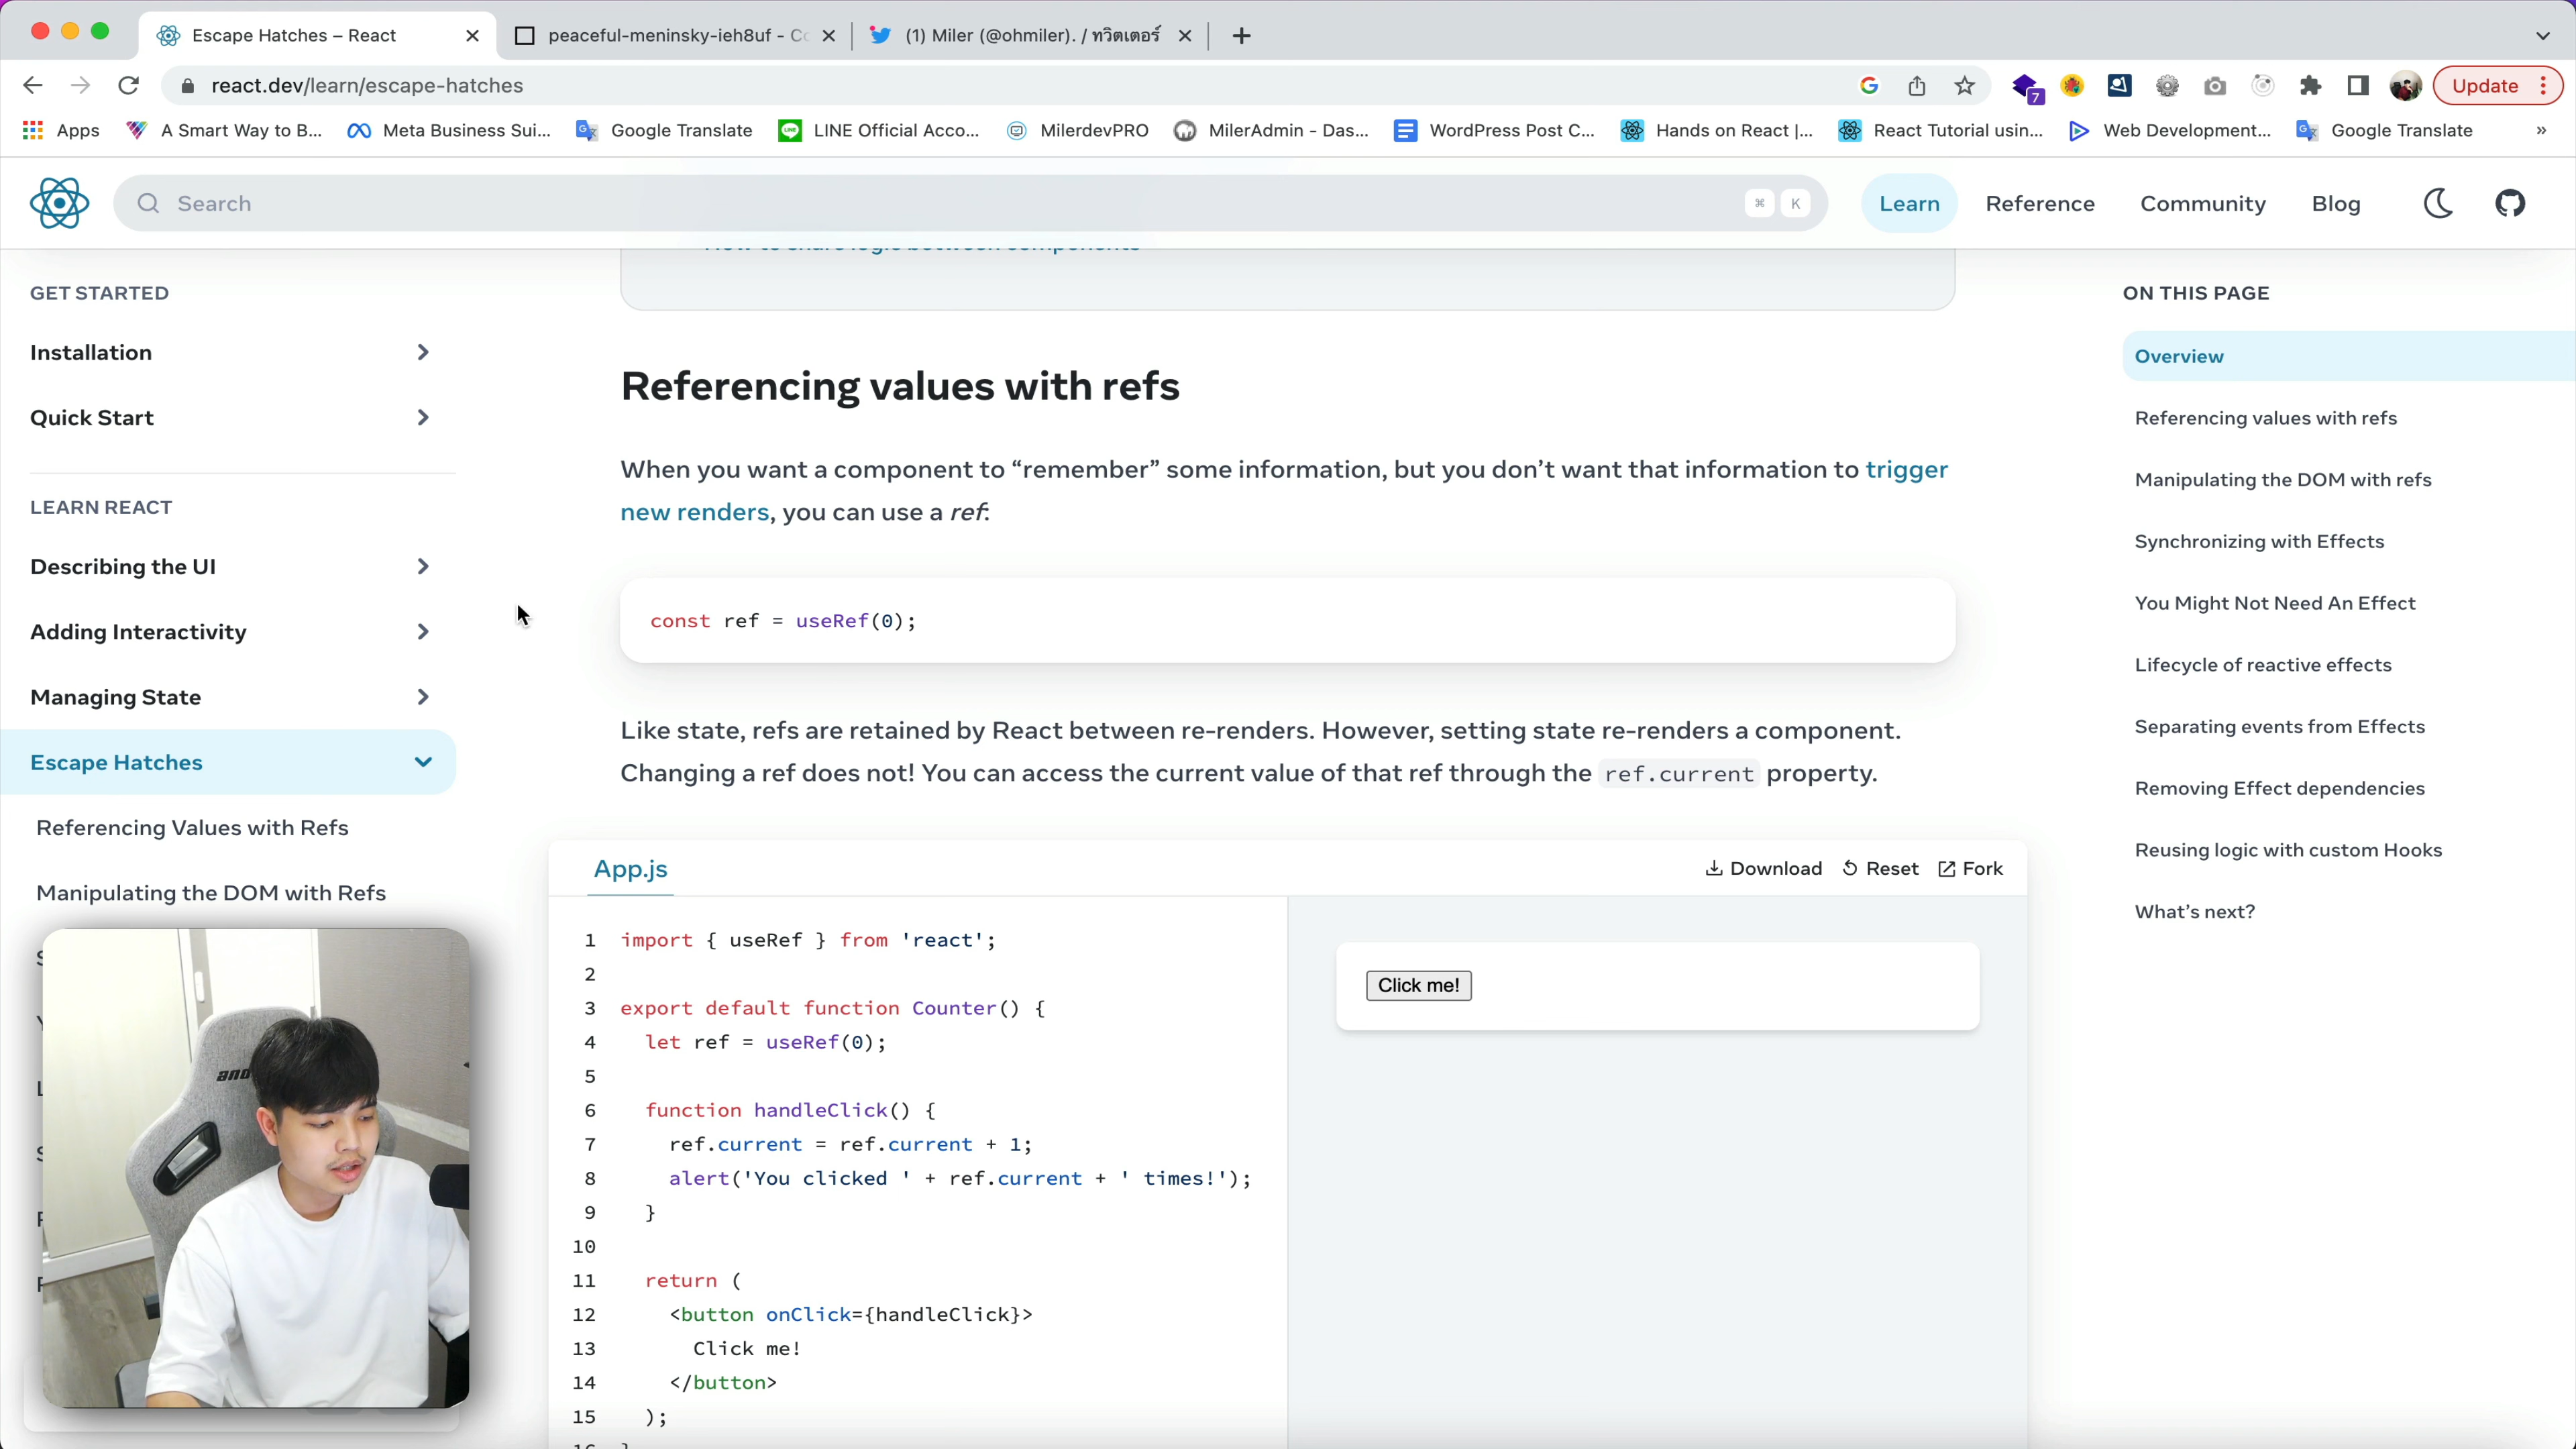 Escape Hatches – React
peaceful-meninsky-ieh8uf - Co
(1) Miler (@ohmiler). / ทวิตเตอร์
react.dev/learn/escape-hatches
7
Update
Apps
A Smart Way to B...
Meta Business Sui...
Google Translate
LINE Official Acco...
MilerdevPRO
MilerAdmin - Das...
WordPress Post C...
Hands on React |...
React Tutorial usin...
Web Development...
Google Translate
»
Search
⌘ K
Learn
Reference
Community
Blog
GET STARTED
Installation
Quick Start
LEARN REACT
Describing the UI
Adding Interactivity
Managing State
Escape Hatches
Referencing Values with Refs
Manipulating the DOM with Refs
How to share logic between components
Referencing values with refs
When you want a component to “remember” some information, but you don’t want that information to trigger
new renders, you can use a ref:
const ref = useRef(0);
Like state, refs are retained by React between re-renders. However, setting state re-renders a component.
Changing a ref does not! You can access the current value of that ref through the ref.current property.
App.js
Download
Reset
Fork
1 import { useRef } from 'react';
2
3 export default function Counter() {
4 let ref = useRef(0);
5
6 function handleClick() {
7 ref.current = ref.current + 1;
8 alert('You clicked ' + ref.current + ' times!');
9 }
10
11 return (
12 <button onClick={handleClick}>
13 Click me!
14 </button>
15 );
Click me!
ON THIS PAGE
Overview
Referencing values with refs
Manipulating the DOM with refs
Synchronizing with Effects
You Might Not Need An Effect
Lifecycle of reactive effects
Separating events from Effects
Removing Effect dependencies
Reusing logic with custom Hooks
What’s next?